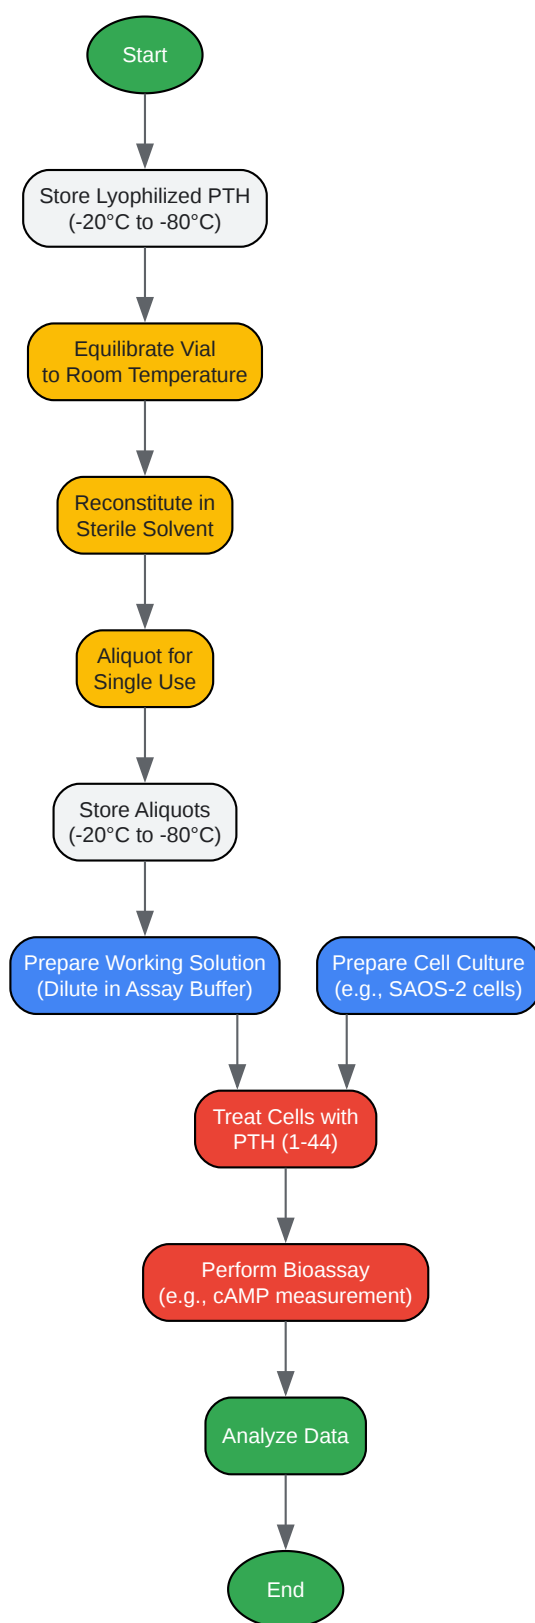 Start
Store Lyophilized PTH
(-20°C to -80°C)
Equilibrate Vial
to Room Temperature
Reconstitute in
Sterile Solvent
Aliquot for
Single Use
Store Aliquots
(-20°C to -80°C)
Prepare Working Solution
(Dilute in Assay Buffer)
Prepare Cell Culture
(e.g., SAOS-2 cells)
Treat Cells with
PTH (1-44)
Perform Bioassay
(e.g., cAMP measurement)
Analyze Data
End